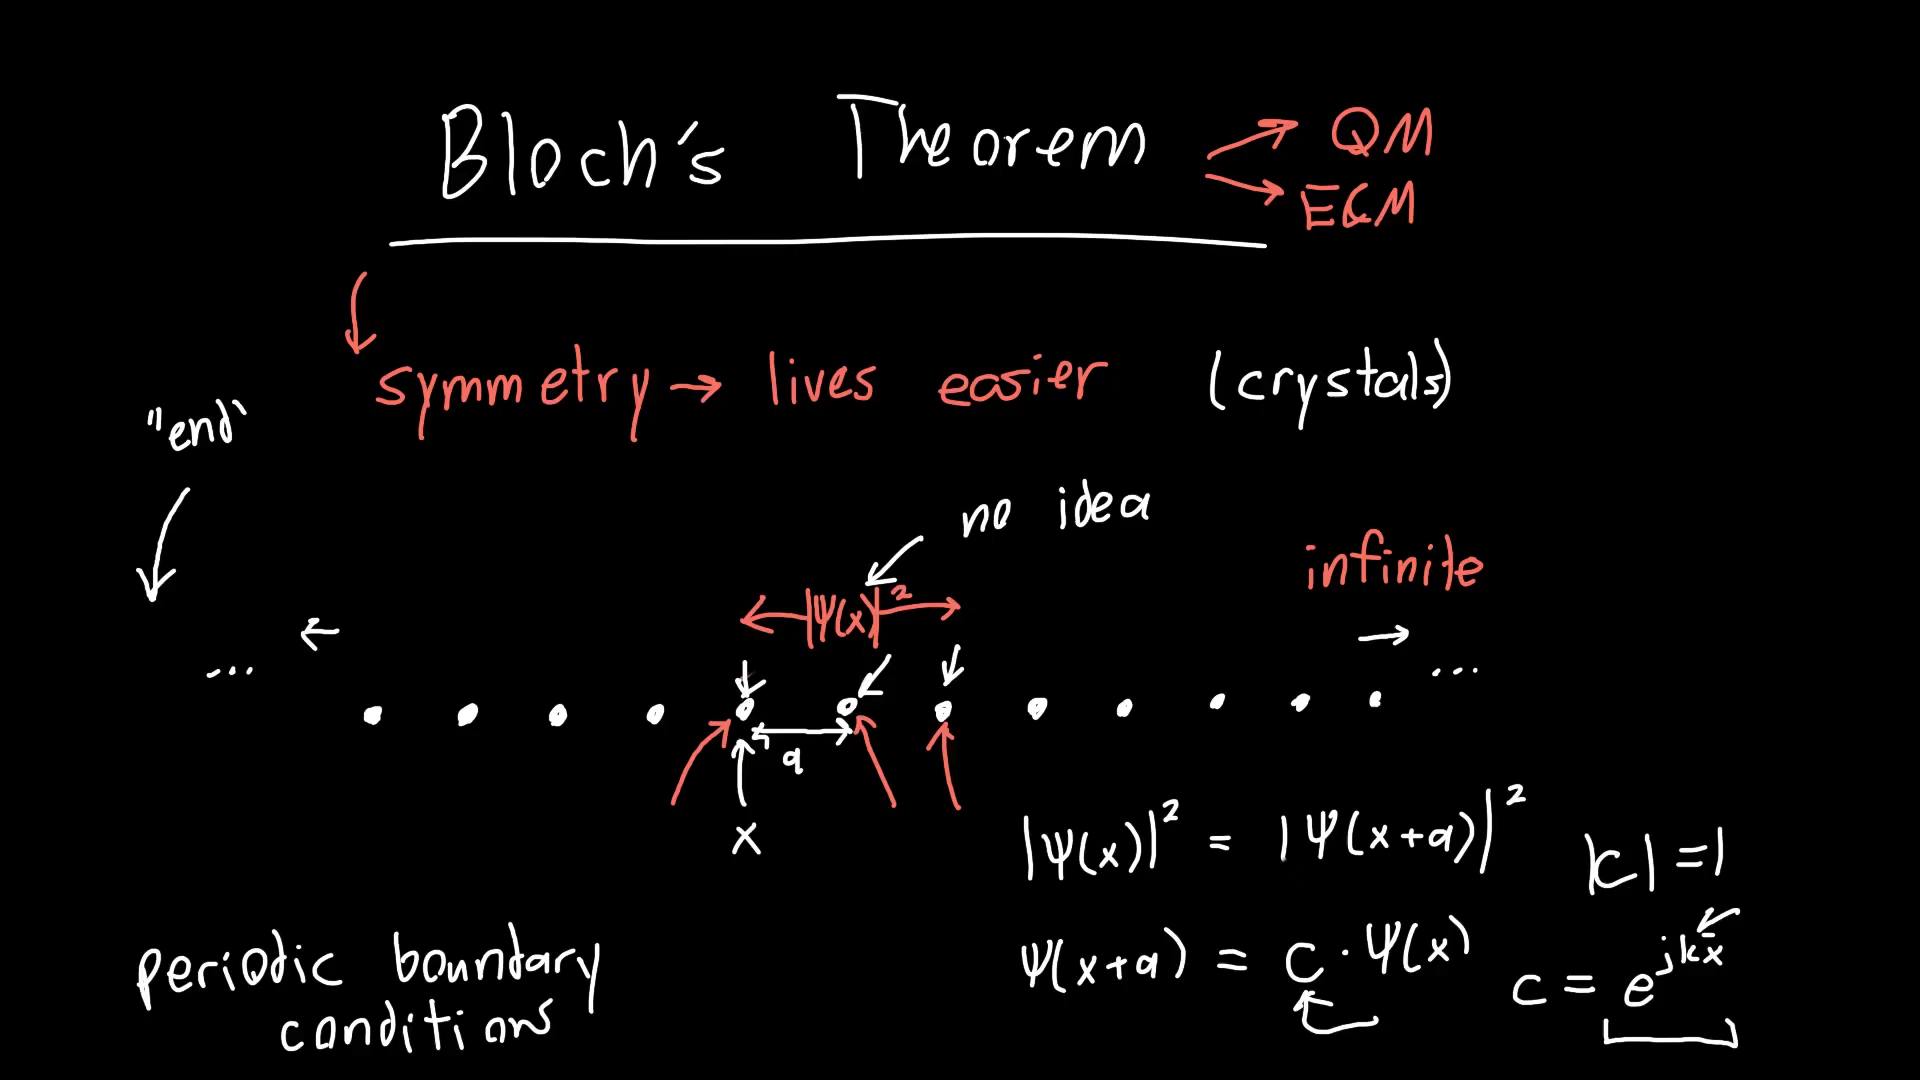 Bloch's Theorem
QM
ECM
symmetry → lives easier (crystals)
"end"
no idea
infinite
|Ψ(x)|²
← ... → ...
a
x
|Ψ(x)|² = |Ψ(x+a)|² |c| = 1
Ψ(x+a) = c · Ψ(x) c = e^{jkx̄}
periodic boundary
conditions